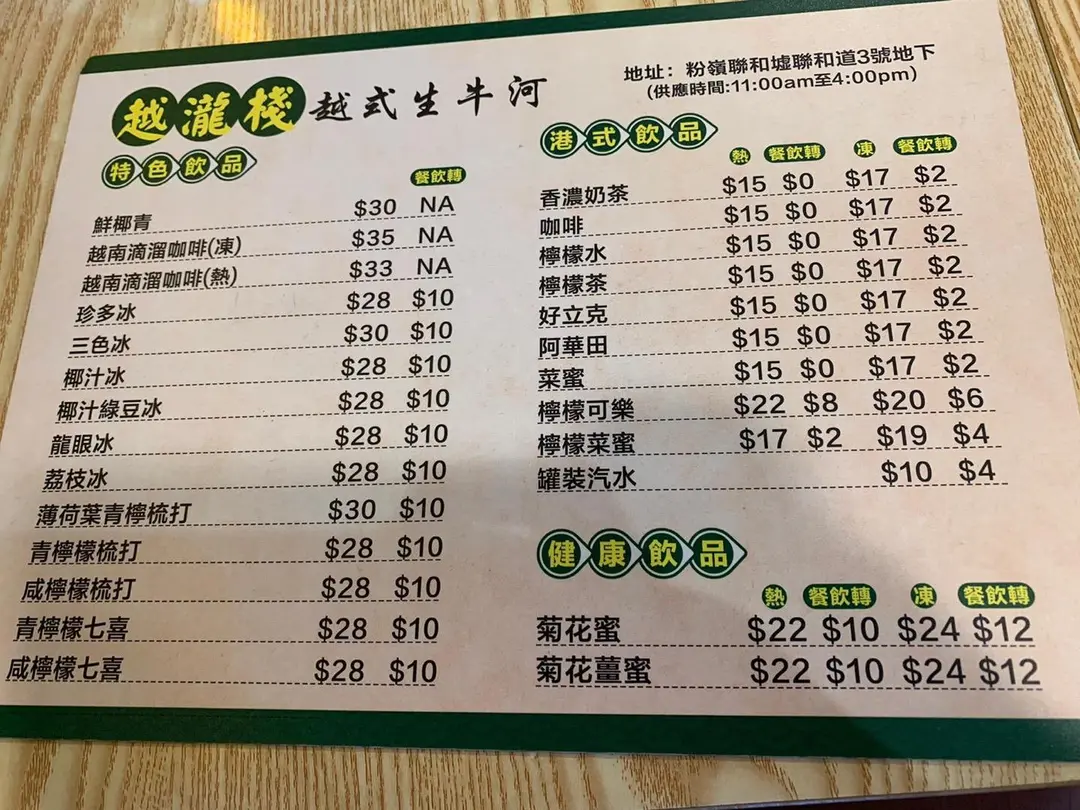 越瀧棧 越式生牛河
地址：粉嶺聯和墟聯和道3號地下
(供應時間:11:00am至4:00pm)
特色飲品
餐飲轉
鮮椰青 $30 NA
越南滴溜咖啡(凍) $35 NA
越南滴溜咖啡(熱) $33 NA
珍多冰 $28 $10
三色冰 $30 $10
椰汁冰 $28 $10
椰汁綠豆冰 $28 $10
龍眼冰 $28 $10
荔枝冰 $28 $10
薄荷葉青檸梳打 $30 $10
青檸檬梳打 $28 $10
咸檸檬梳打 $28 $10
青檸檬七喜 $28 $10
咸檸檬七喜 $28 $10
港式飲品
熱 餐飲轉 凍 餐飲轉
香濃奶茶 $15 $0 $17 $2
咖啡 $15 $0 $17 $2
檸檬水 $15 $0 $17 $2
檸檬茶 $15 $0 $17 $2
好立克 $15 $0 $17 $2
阿華田 $15 $0 $17 $2
菜蜜 $15 $0 $17 $2
檸檬可樂 $22 $8 $20 $6
檸檬菜蜜 $17 $2 $19 $4
罐裝汽水 $10 $4
健康飲品
熱 餐飲轉 凍 餐飲轉
菊花蜜 $22 $10 $24 $12
菊花薑蜜 $22 $10 $24 $12